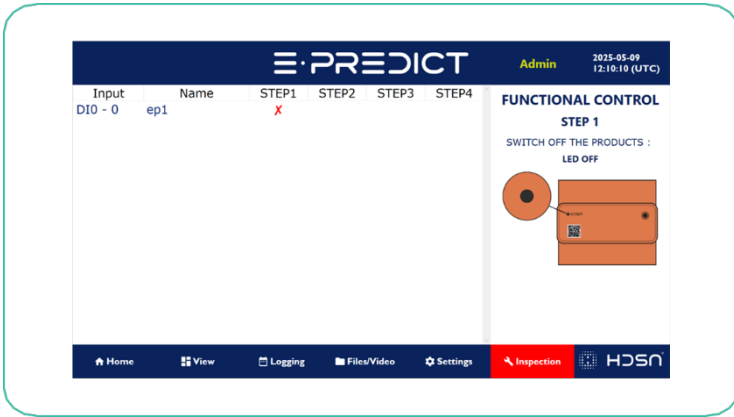 E·PREDICT
Admin
2025-05-09
12:10:10 (UTC)
Input Name STEP1 STEP2 STEP3 STEP4
DI0 - 0 ep1 X
FUNCTIONAL CONTROL
STEP 1
SWITCH OFF THE PRODUCTS :
LED OFF
Home View Logging Files/Video Settings Inspection HDSN